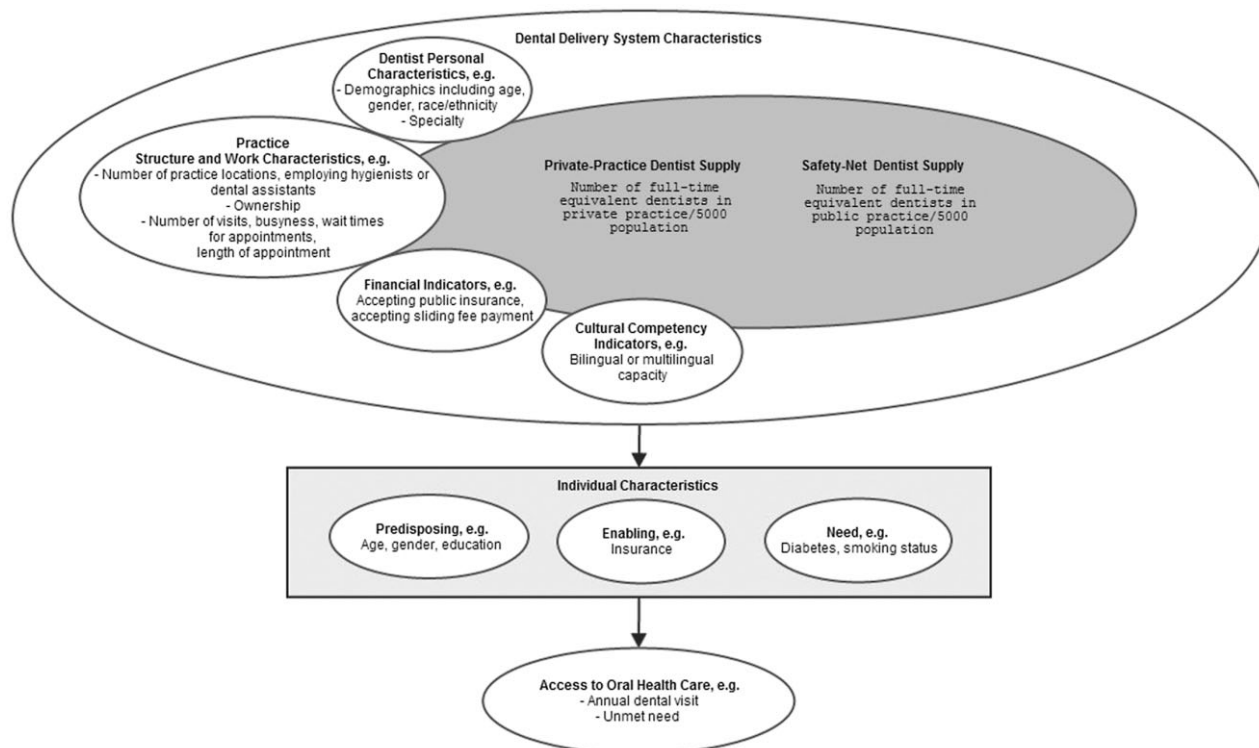 Dental Delivery System Characteristics
Dentist Personal
Characteristics, e.g.
- Demographics including age,
gender, race/ethnicity
- Specialty
Practice
Structure and Work Characteristics, e.g.
- Number of practice locations, employing hygienists or
dental assistants
- Ownership
- Number of visits, busyness, wait times
for appointments,
length of appointment
Private-Practice Dentist Supply
Number of full-time
equivalent dentists in
private practice/5000
population
Safety-Net Dentist Supply
Number of full-time
equivalent dentists in
public practice/5000
population
Financial Indicators, e.g.
Accepting public insurance,
accepting sliding fee payment
Cultural Competency
Indicators, e.g.
Bilingual or multilingual
capacity
Individual Characteristics
Predisposing, e.g.
Age, gender, education
Enabling, e.g.
Insurance
Need, e.g.
Diabetes, smoking status
Access to Oral Health Care, e.g.
- Annual dental visit
- Unmet need